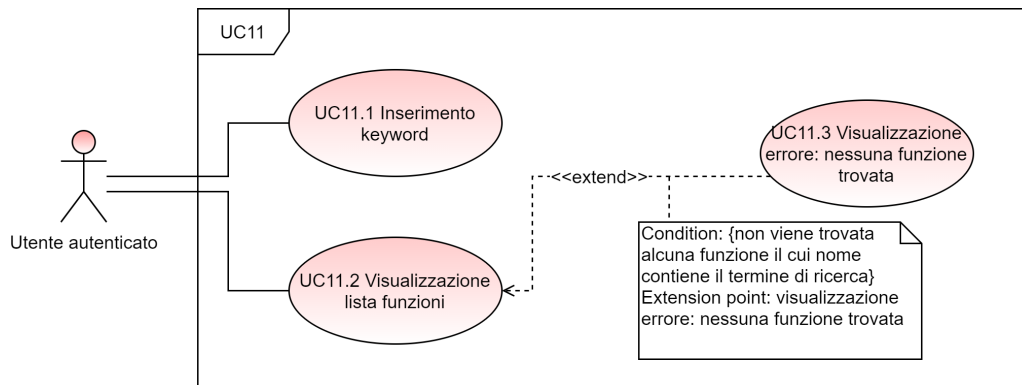 UC11
UC11.1 Inserimento
keyword
UC11.3 Visualizzazione
errore: nessuna funzione
trovata
<<extend>>
Utente autenticato
Condition: {non viene trovata
alcuna funzione il cui nome
contiene il termine di ricerca}
Extension point: visualizzazione
errore: nessuna funzione trovata
UC11.2 Visualizzazione
lista funzioni